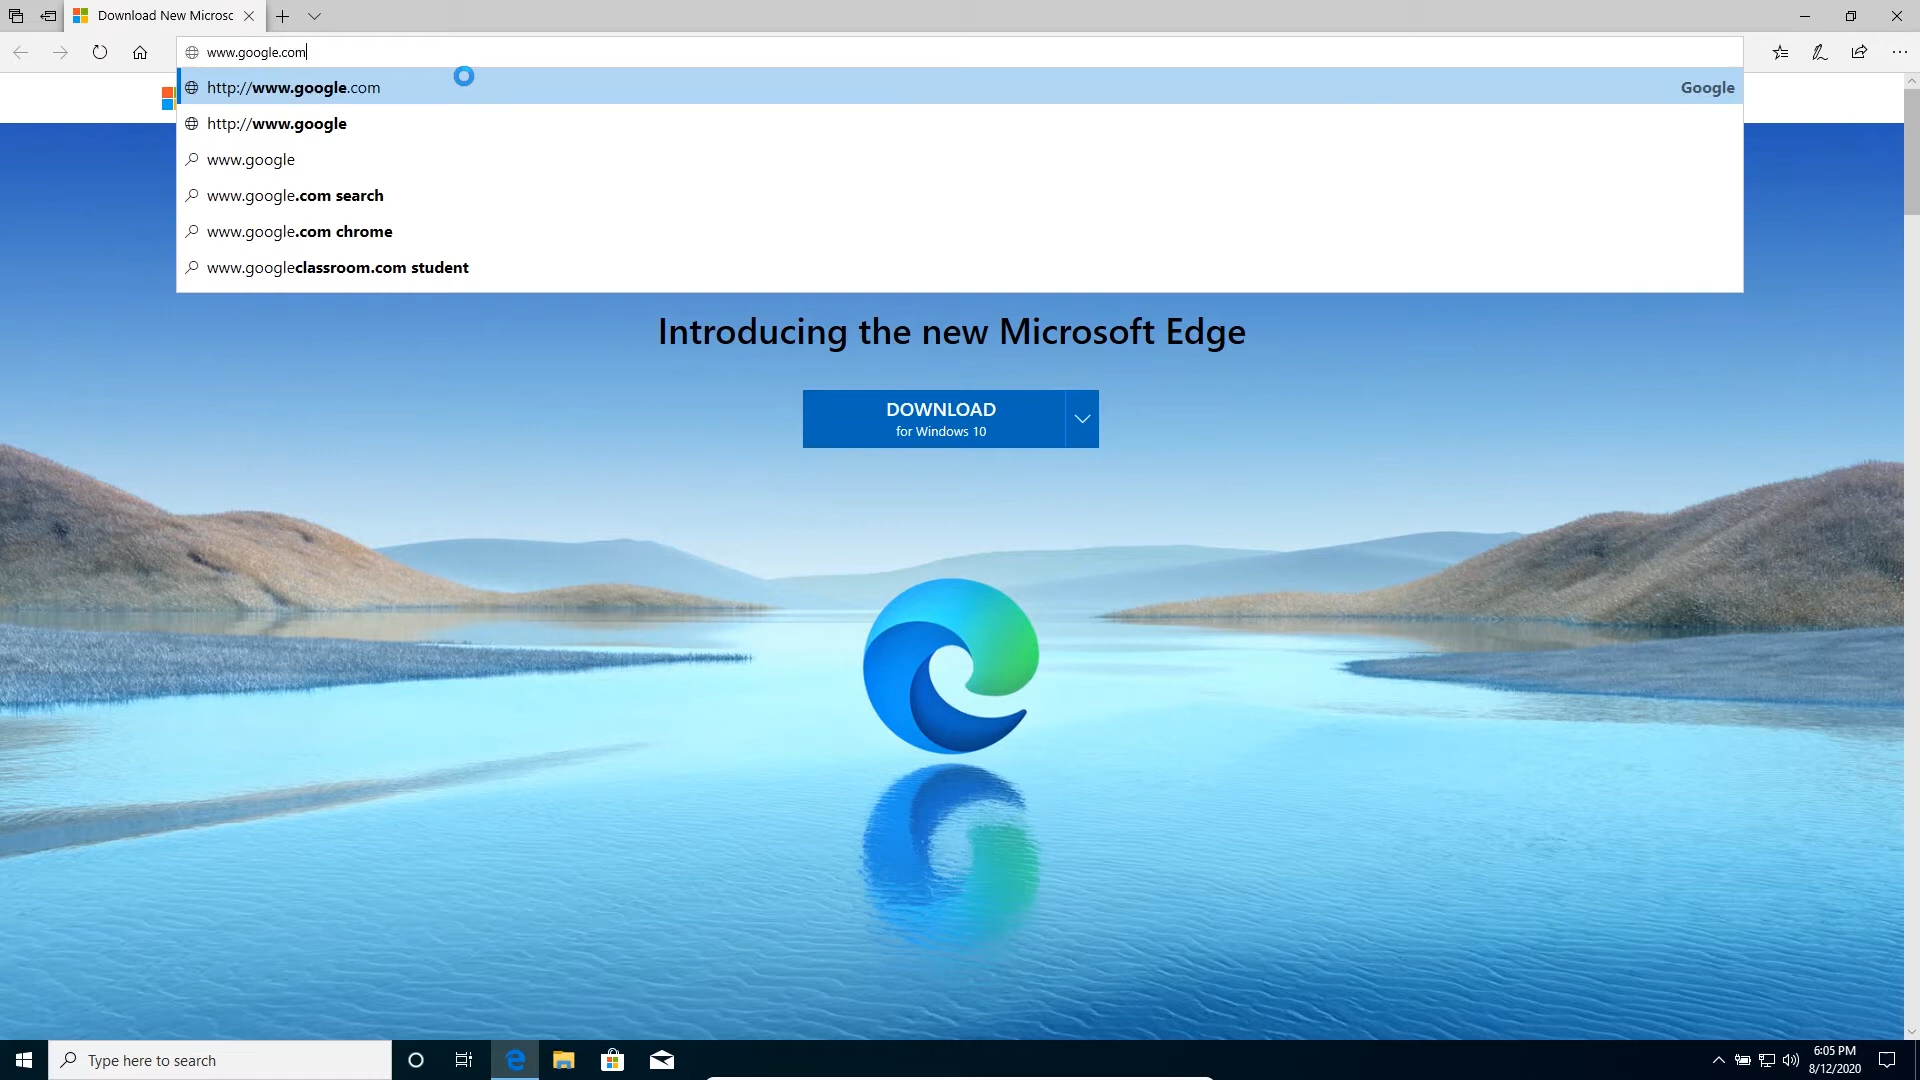 Download New Microsc
www.google.com
http://www.google.com
Google
http://www.google
www.google
www.google.com search
www.google.com chrome
www.googleclassroom.com student
Introducing the new Microsoft Edge
DOWNLOAD
for Windows 10
Type here to search
6:05 PM
8/12/2020